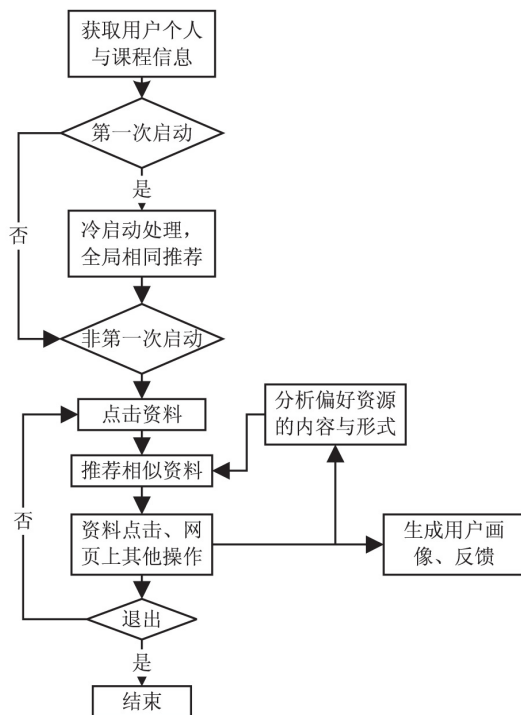 获取用户个人
与课程信息
第一次启动
是
否
冷启动处理，
全局相同推荐
非第一次启动
点击资料
分析偏好资源
的内容与形式
推荐相似资料
否
资料点击、网
页上其他操作
生成用户画
像、反馈
退出
是
结束